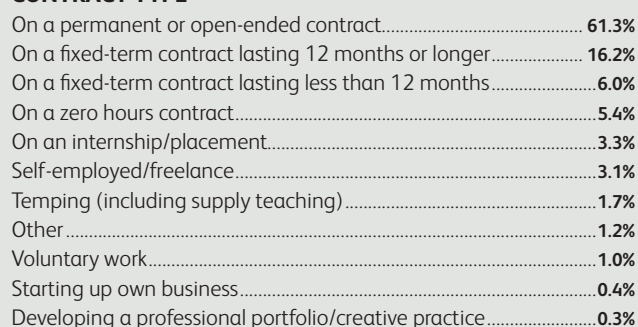 CONTRACT TYPE
On a permanent or open-ended contract........................................ 61.3%
On a fixed-term contract lasting 12 months or longer.................. 16.2%
On a fixed-term contract lasting less than 12 months.....................6.0%
On a zero hours contract.....................................................................5.4%
On an internship/placement...............................................................3.3%
Self-employed/freelance.....................................................................3.1%
Temping (including supply teaching)................................................1.7%
Other.....................................................................................................1.2%
Voluntary work.....................................................................................1.0%
Starting up own business....................................................................0.4%
Developing a professional portfolio/creative practice.....................0.3%